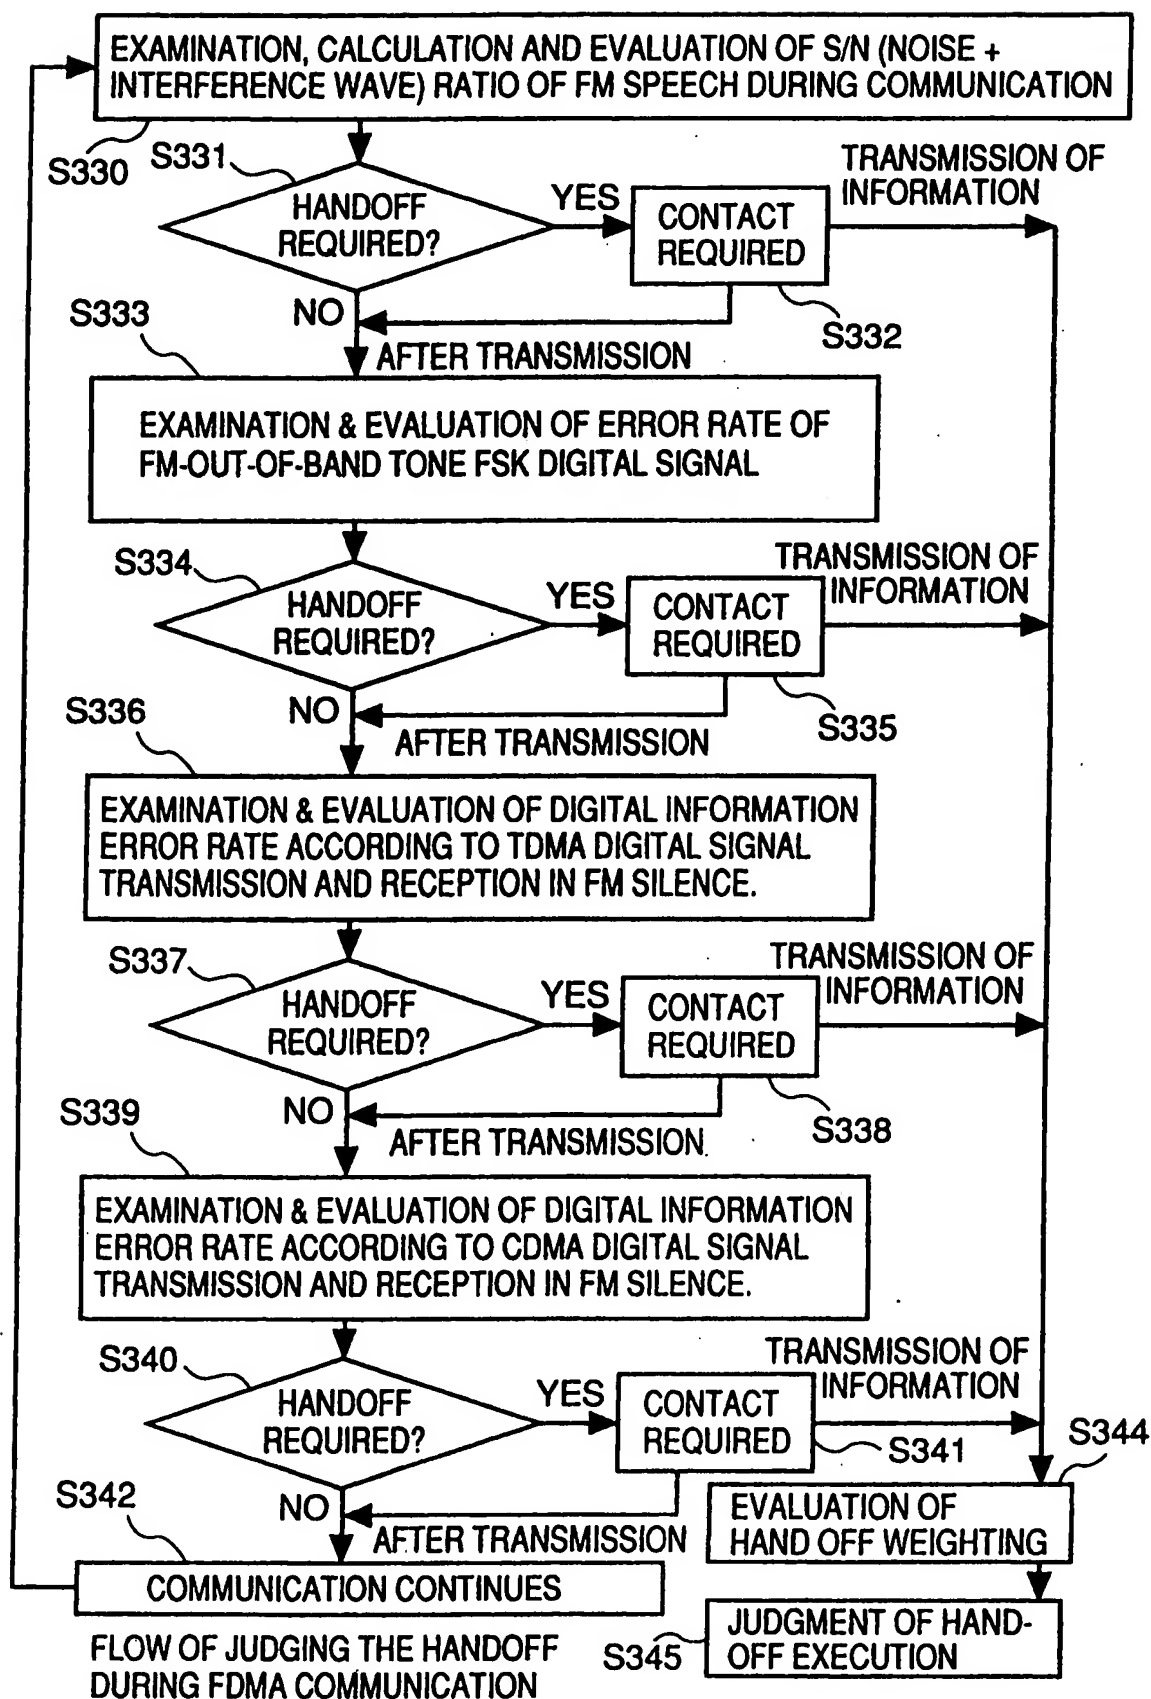 EXAMINATION, CALCULATION AND EVALUATION OF S/N (NOISE +
INTERFERENCE WAVE) RATIO OF FM SPEECH DURING COMMUNICATION
S330
S331
HANDOFF
REQUIRED?
YES
CONTACT
REQUIRED
TRANSMISSION OF
INFORMATION
S332
NO
AFTER TRANSMISSION
S333
EXAMINATION & EVALUATION OF ERROR RATE OF
FM-OUT-OF-BAND TONE FSK DIGITAL SIGNAL
S334
HANDOFF
REQUIRED?
YES
CONTACT
REQUIRED
TRANSMISSION OF
INFORMATION
S335
NO
AFTER TRANSMISSION
S336
EXAMINATION & EVALUATION OF DIGITAL INFORMATION
ERROR RATE ACCORDING TO TDMA DIGITAL SIGNAL
TRANSMISSION AND RECEPTION IN FM SILENCE.
S337
HANDOFF
REQUIRED?
YES
CONTACT
REQUIRED
TRANSMISSION OF
INFORMATION
S338
NO
AFTER TRANSMISSION
S339
EXAMINATION & EVALUATION OF DIGITAL INFORMATION
ERROR RATE ACCORDING TO CDMA DIGITAL SIGNAL
TRANSMISSION AND RECEPTION IN FM SILENCE.
S340
HANDOFF
REQUIRED?
YES
CONTACT
REQUIRED
TRANSMISSION OF
INFORMATION
S341
NO
AFTER TRANSMISSION
S342
COMMUNICATION CONTINUES
S344
EVALUATION OF
HAND OFF WEIGHTING
S345
JUDGMENT OF HAND-
OFF EXECUTION
FLOW OF JUDGING THE HANDOFF
DURING FDMA COMMUNICATION